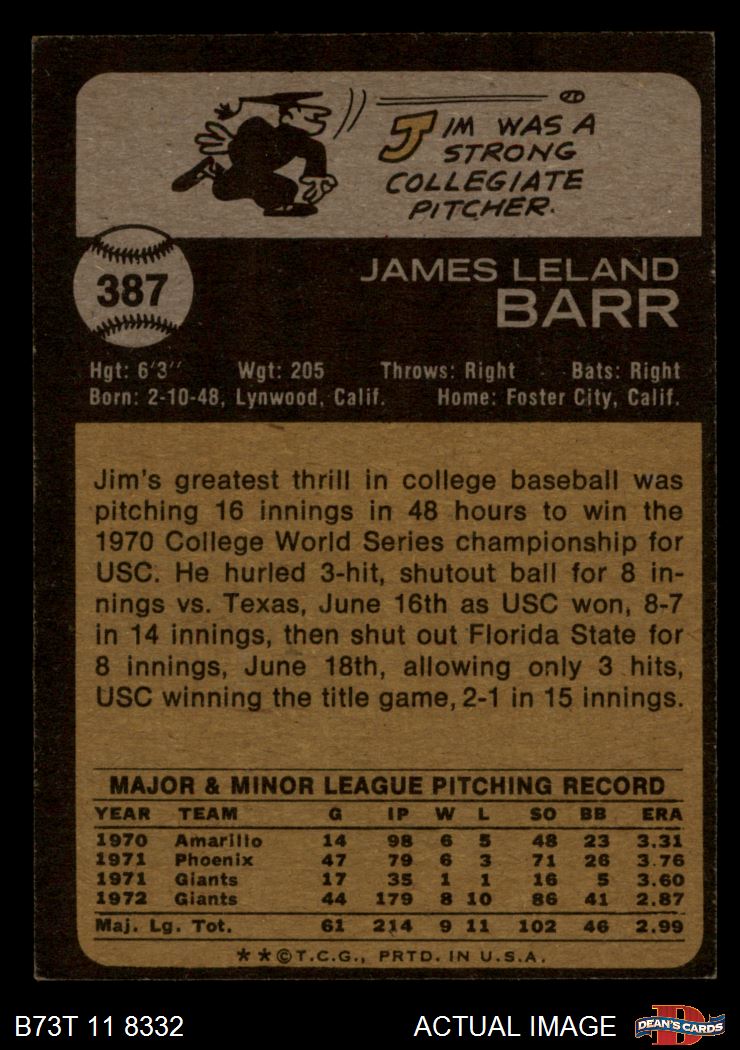 JIM WAS A
STRONG
COLLEGIATE
PITCHER.
387
JAMES LELAND
BARR
Hgt: 6'3" Wgt: 205 Throws: Right Bats: Right
Born: 2-10-48, Lynwood, Calif. Home: Foster City, Calif.
Jim's greatest thrill in college baseball was
pitching 16 innings in 48 hours to win the
1970 College World Series championship for
USC. He hurled 3-hit, shutout ball for 8 in-
nings vs. Texas, June 16th as USC won, 8-7
in 14 innings, then shut out Florida State for
8 innings, June 18th, allowing only 3 hits,
USC winning the title game, 2-1 in 15 innings.
MAJOR & MINOR LEAGUE PITCHING RECORD
YEAR TEAM G IP W L SO BB ERA
1970 Amarillo 14 98 6 5 48 23 3.31
1971 Phoenix 47 79 6 3 71 26 3.76
1971 Giants 17 35 1 1 16 5 3.60
1972 Giants 44 179 8 10 86 41 2.87
Maj. Lg. Tot. 61 214 9 11 102 46 2.99
**©T.C.G., PRTD. IN U.S.A.
B73T 11 8332 ACTUAL IMAGE DEAN'S CARDS